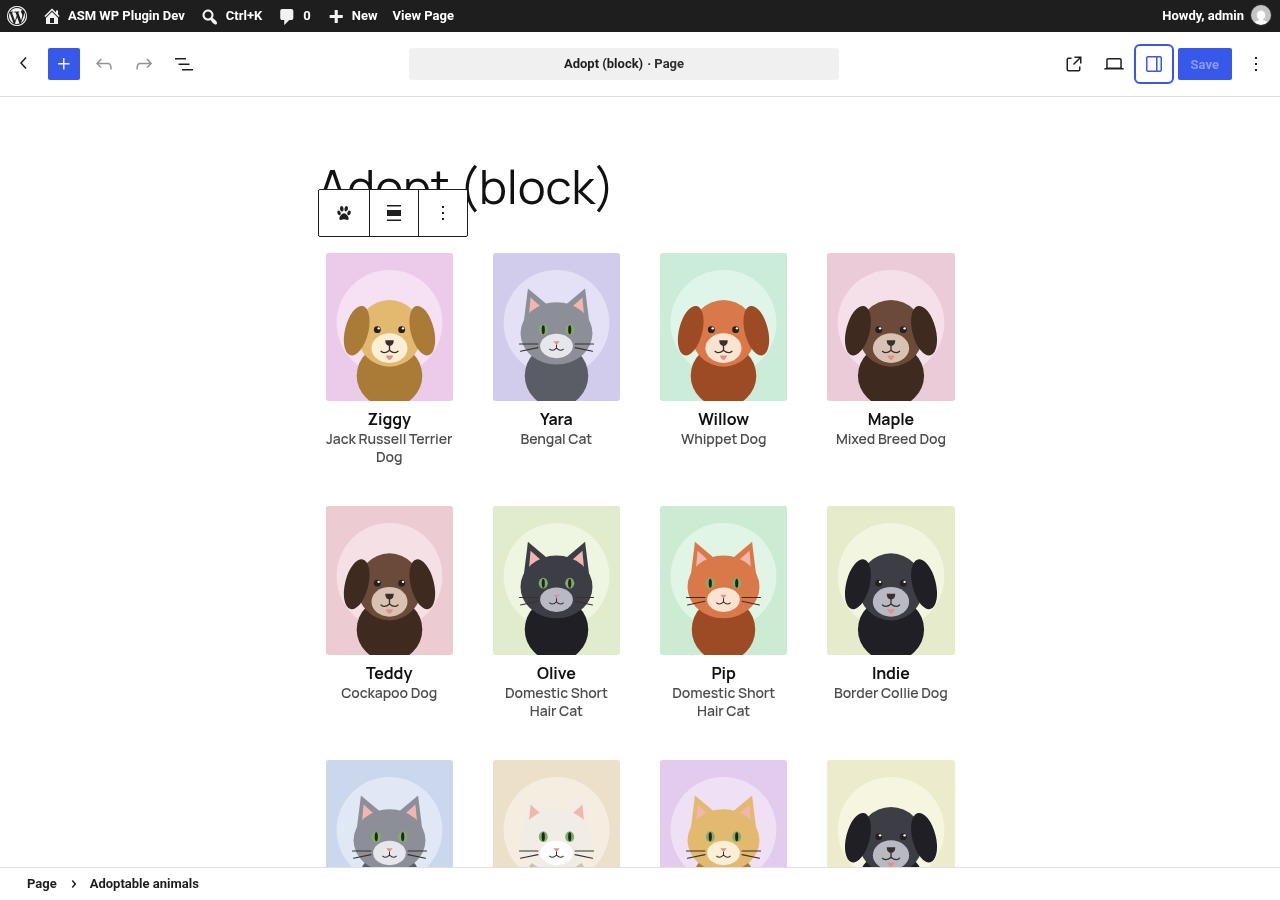 ASM WP Plugin Dev Ctrl+K 0 New View Page Howdy, admin
Adopt (block) · Page Save
Adopt (block)
Ziggy Yara Willow Maple
Jack Russell Terrier Bengal Cat Whippet Dog Mixed Breed Dog
Dog
Teddy Olive Pip Indie
Cockapoo Dog Domestic Short Domestic Short Border Collie Dog
Hair Cat Hair Cat
Page Adoptable animals